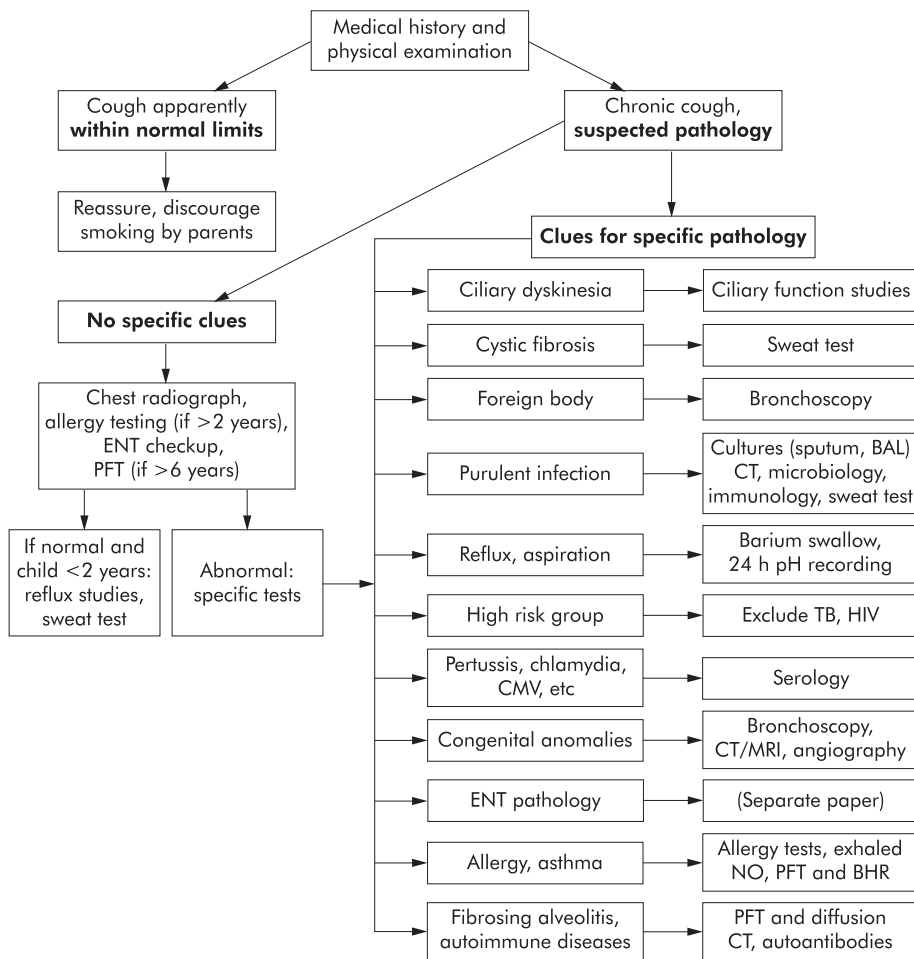 Medical history and
physical examination
Cough apparently
within normal limits
Chronic cough,
suspected pathology
Reassure, discourage
smoking by parents
Clues for specific pathology
No specific clues
Chest radiograph,
allergy testing (if >2 years),
ENT checkup,
PFT (if >6 years)
If normal and
child <2 years:
reflux studies,
sweat test
Abnormal:
specific tests
Ciliary dyskinesia
Ciliary function studies
Cystic fibrosis
Sweat test
Foreign body
Bronchoscopy
Purulent infection
Cultures (sputum, BAL)
CT, microbiology,
immunology, sweat test
Reflux, aspiration
Barium swallow,
24 h pH recording
High risk group
Exclude TB, HIV
Pertussis, chlamydia,
CMV, etc
Serology
Congenital anomalies
Bronchoscopy,
CT/MRI, angiography
ENT pathology
(Separate paper)
Allergy, asthma
Allergy tests, exhaled
NO, PFT and BHR
Fibrosing alveolitis,
autoimmune diseases
PFT and diffusion
CT, autoantibodies